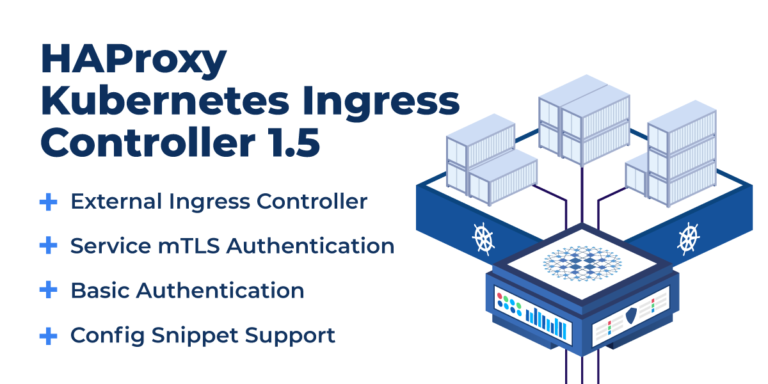 HAProxy
Kubernetes Ingress
Controller 1.5
External Ingress Controller
Service mTLS Authentication
Basic Authentication
Config Snippet Support